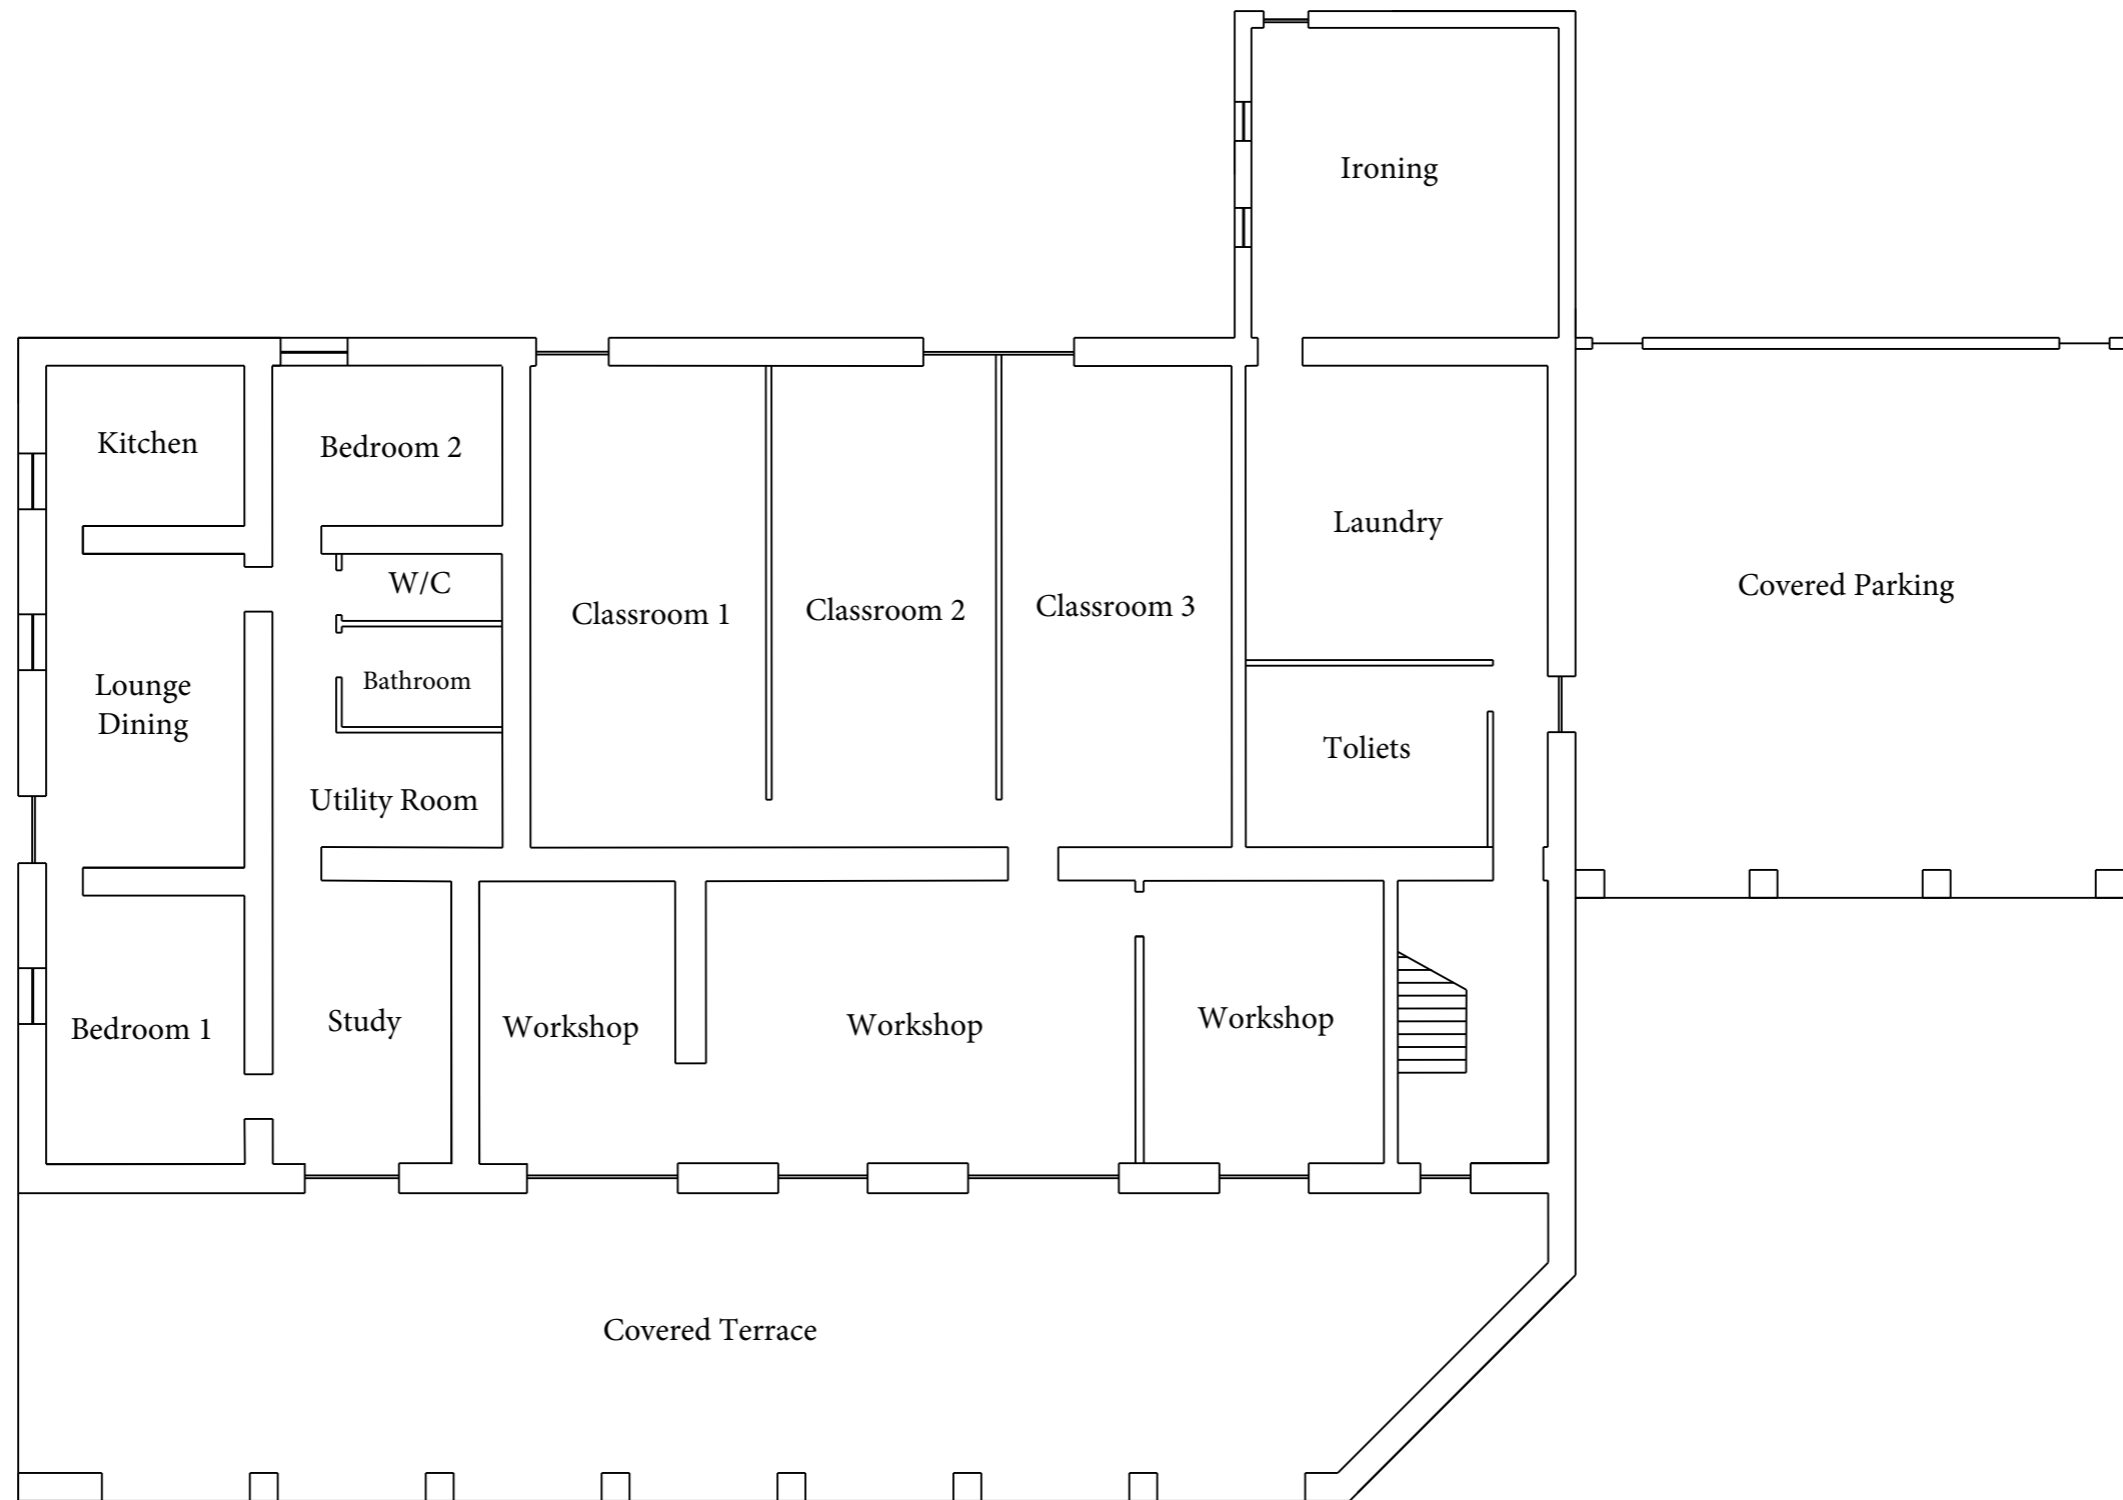 Ironing
Kitchen
Bedroom 2
Laundry
W/C
Classroom 1
Classroom 2
Classroom 3
Covered Parking
Lounge
Dining
Bathroom
Toliets
Utility Room
Bedroom 1
Study
Workshop
Workshop
Workshop
Covered Terrace